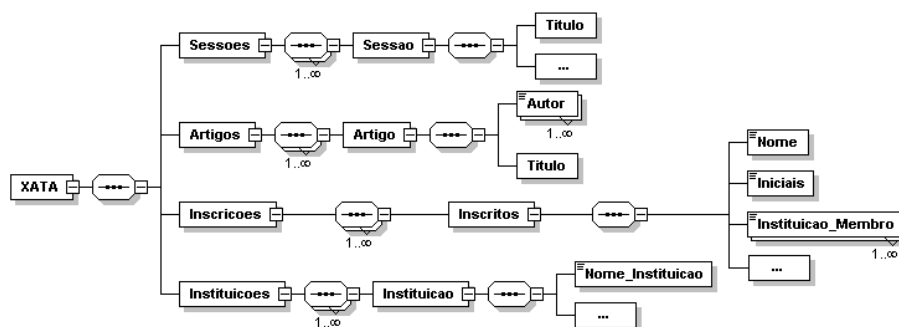 Sessoes
1..∞
Sessao
Titulo
...
Artigos
1..∞
Artigo
Autor
1..∞
Titulo
XATA
Inscricoes
1..∞
Inscritos
Nome
Iniciais
Instituicao_Membro
1..∞
...
Instituicoes
1..∞
Instituicao
Nome_Instituicao
...